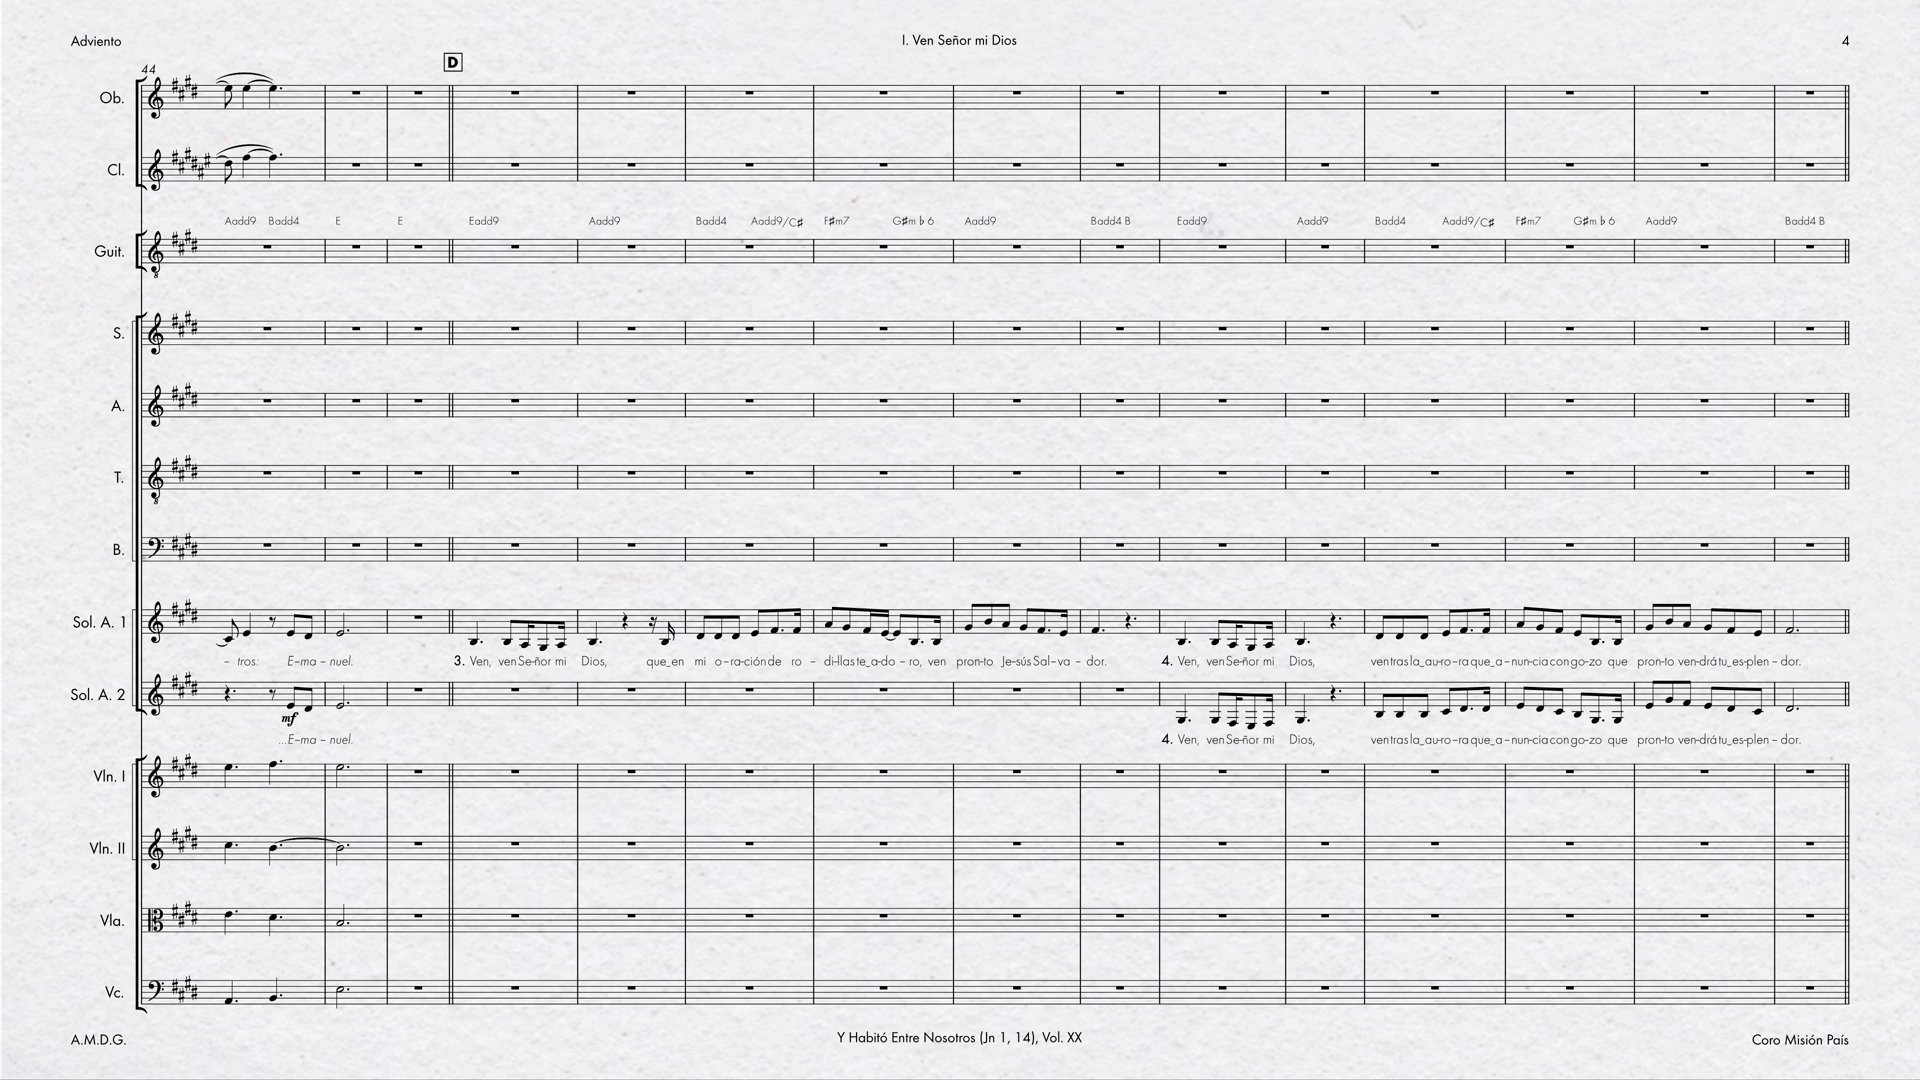 Adviento
I. Ven Señor mi Dios
4
44
D
Ob.
Cl.
Aadd9 Badd4 E E Eadd9 Aadd9 Badd4 Aadd9/C♯ F♯m7 G♯m♭6 Aadd9 Badd4 B Eadd9 Aadd9 Badd4 Aadd9/C♯ F♯m7 G♯m♭6 Aadd9 Badd4 B
Guit.
S.
A.
T.
B.
Sol. A. 1
– tros: E–ma – nuel. 3. Ven, ven Se–ñor mi Dios, que_en mi o–ra–ción de ro – di–llas te_a–do – ro, ven pron–to Je–sús Sal–va – dor. 4. Ven, ven Se–ñor mi Dios, ven tras la_au–ro–ra que_a–nun–cia con go–zo que pron–to ven–drá tu_es–plen – dor.
Sol. A. 2
mf
...E–ma – nuel. 4. Ven, ven Se–ñor mi Dios, ven tras la_au–ro–ra que_a–nun–cia con go–zo que pron–to ven–drá tu_es–plen – dor.
Vln. I
Vln. II
Vla.
Vc.
A.M.D.G.
Y Habitó Entre Nosotros (Jn 1, 14), Vol. XX
Coro Misión País